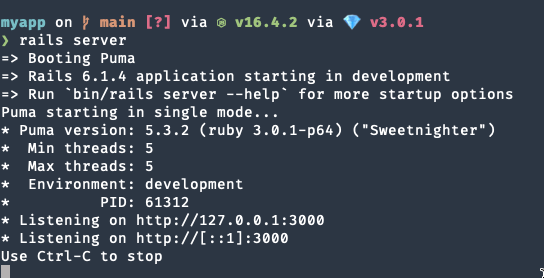 myapp on main [?] via v16.4.2 via 💎 v3.0.1
❯ rails server
=> Booting Puma
=> Rails 6.1.4 application starting in development
=> Run `bin/rails server --help` for more startup options
Puma starting in single mode...
* Puma version: 5.3.2 (ruby 3.0.1-p64) ("Sweetnighter")
*  Min threads: 5
*  Max threads: 5
*  Environment: development
*          PID: 61312
* Listening on http://127.0.0.1:3000
* Listening on http://[::1]:3000
Use Ctrl-C to stop